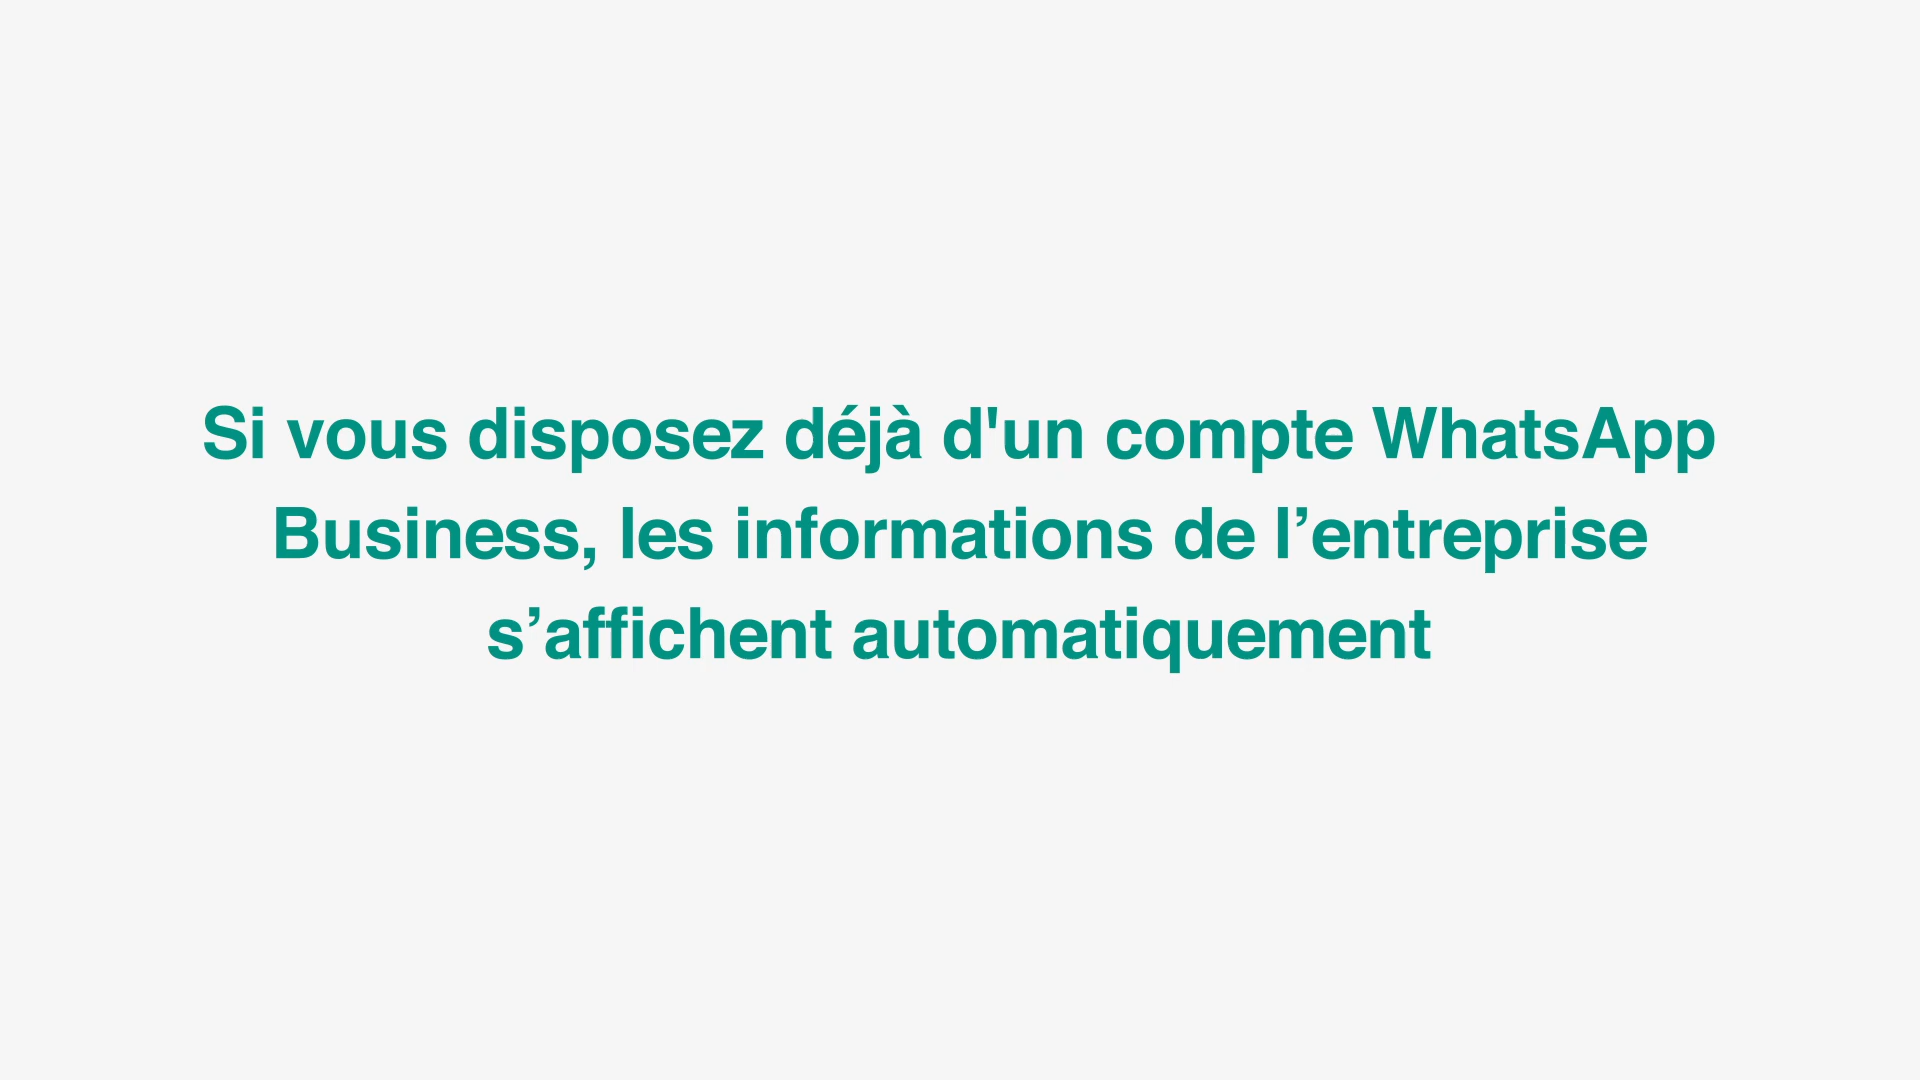 Si vous disposez déjà d'un compte WhatsApp
Business, les informations de l’entreprise
s’affichent automatiquement